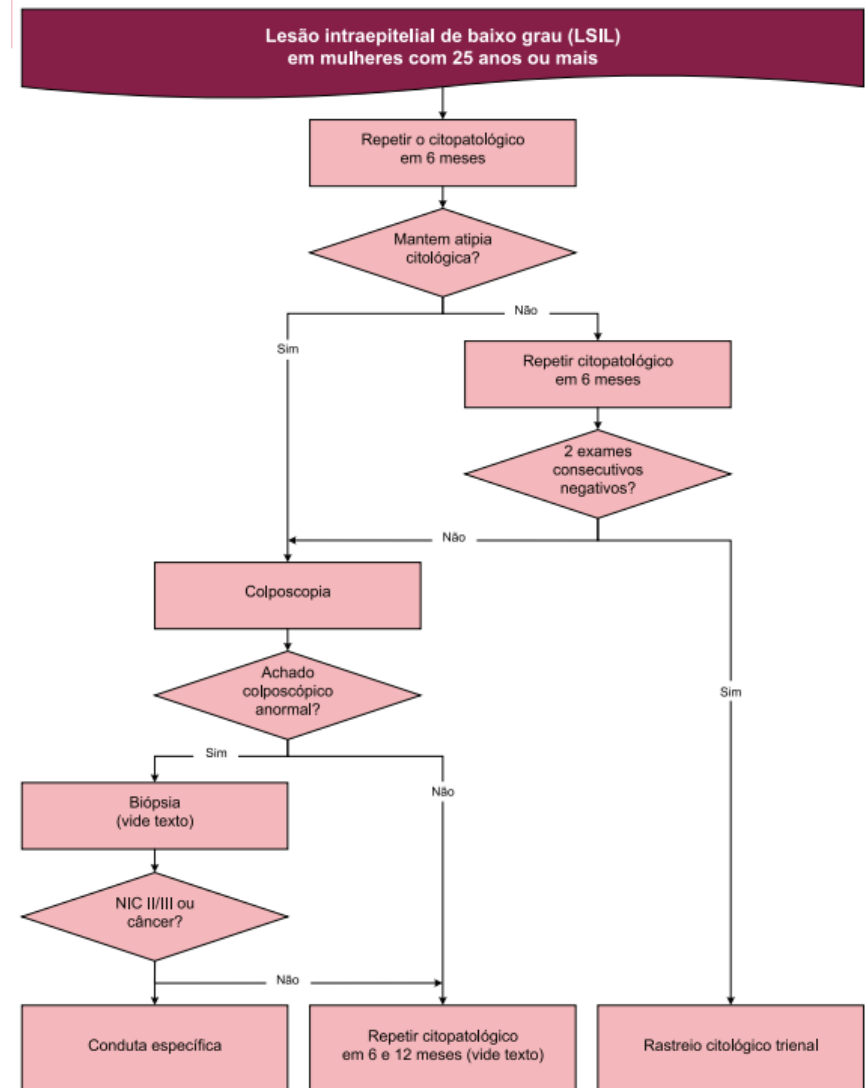 Lesão intraepitelial de baixo grau (LSIL)
em mulheres com 25 anos ou mais
Repetir o citopatológico
em 6 meses
Mantem atipia
citológica?
Não
Sim
Repetir citopatológico
em 6 meses
2 exames
consecutivos
negativos?
Não
Colposcopia
Achado
colposcópico
anormal?
Sim
Sim
Não
Biópsia
(vide texto)
NIC II/III ou
câncer?
Não
Conduta específica
Repetir citopatológico
em 6 e 12 meses (vide texto)
Rastreio citológico trienal